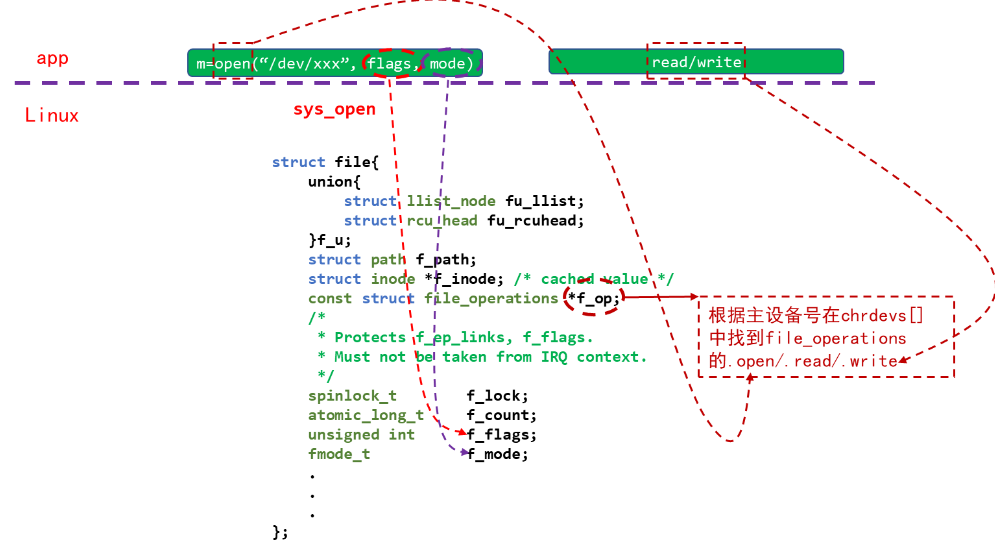 app
m=open(“/dev/xxx”, flags, mode)
read/write
Linux
sys_open
struct file{
union{
struct llist_node fu_llist;
struct rcu_head fu_rcuhead;
}f_u;
struct path f_path;
struct inode *f_inode; /* cached value */
const struct file_operations *f_op;
/*
* Protects f_ep_links, f_flags.
* Must not be taken from IRQ context.
*/
spinlock_t f_lock;
atomic_long_t f_count;
unsigned int f_flags;
fmode_t f_mode;
.
.
.
};
根据主设备号在chrdevs[]
中找到file_operations
的.open/.read/.write